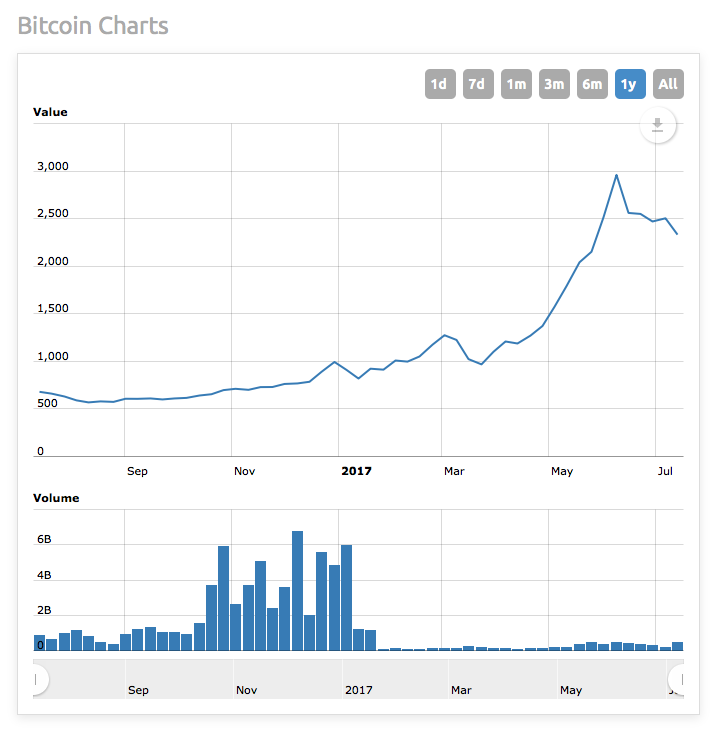 Bitcoin Charts
1d 7d 1m 3m 6m 1y All
Value
3,000
2,500
2,000
1,500
1,000
500
0
Sep Nov 2017 Mar May Jul
Volume
6B
4B
2B
0
Sep Nov 2017 Mar May